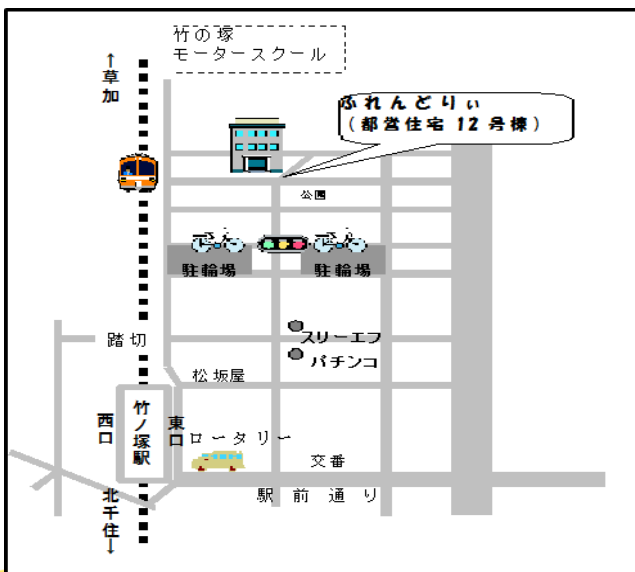 竹の塚
モータースクール
↑草加
ふれんどりぃ
(都営住宅 12 号棟)
公園
駐輪場
駐輪場
踏切
スリーエフ
パチンコ
松坂屋
西口
竹ノ塚駅
東口
ロータリー
交番
駅前通り
北千住→